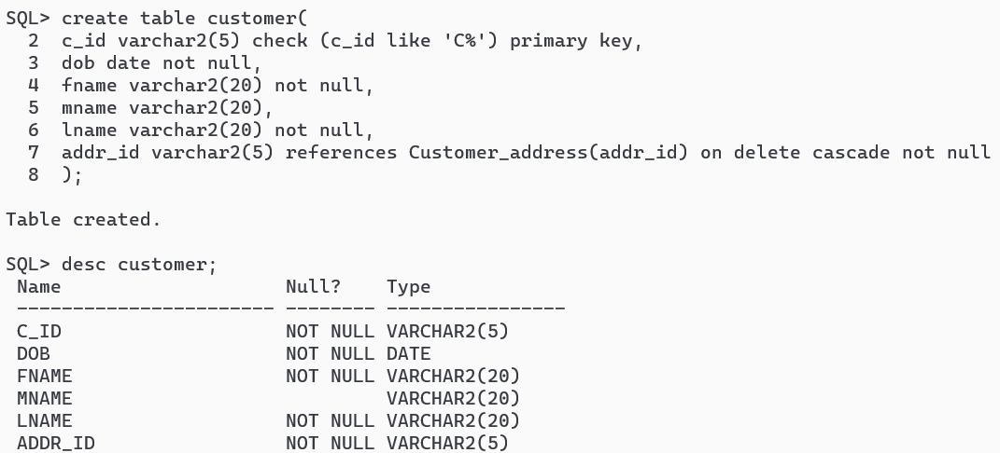 SQL> create table customer(
  2  c_id varchar2(5) check (c_id like 'C%') primary key,
  3  dob date not null,
  4  fname varchar2(20) not null,
  5  mname varchar2(20),
  6  lname varchar2(20) not null,
  7  addr_id varchar2(5) references Customer_address(addr_id) on delete cascade not null
  8  );

Table created.

SQL> desc customer;
 Name                    Null?    Type
 ----------------------- -------- ----------------
 C_ID                    NOT NULL VARCHAR2(5)
 DOB                     NOT NULL DATE
 FNAME                   NOT NULL VARCHAR2(20)
 MNAME                            VARCHAR2(20)
 LNAME                   NOT NULL VARCHAR2(20)
 ADDR_ID                 NOT NULL VARCHAR2(5)